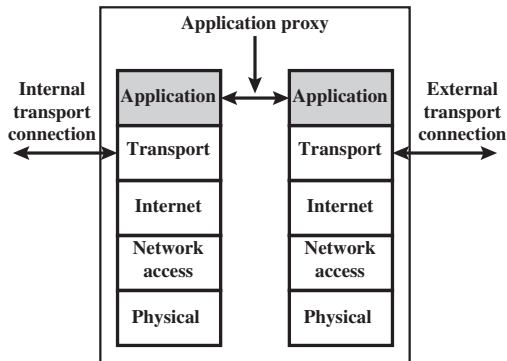 Application proxy
Internal
transport
connection
Application
Application
External
transport
connection
Transport
Transport
Internet
Internet
Network
access
Network
access
Physical
Physical